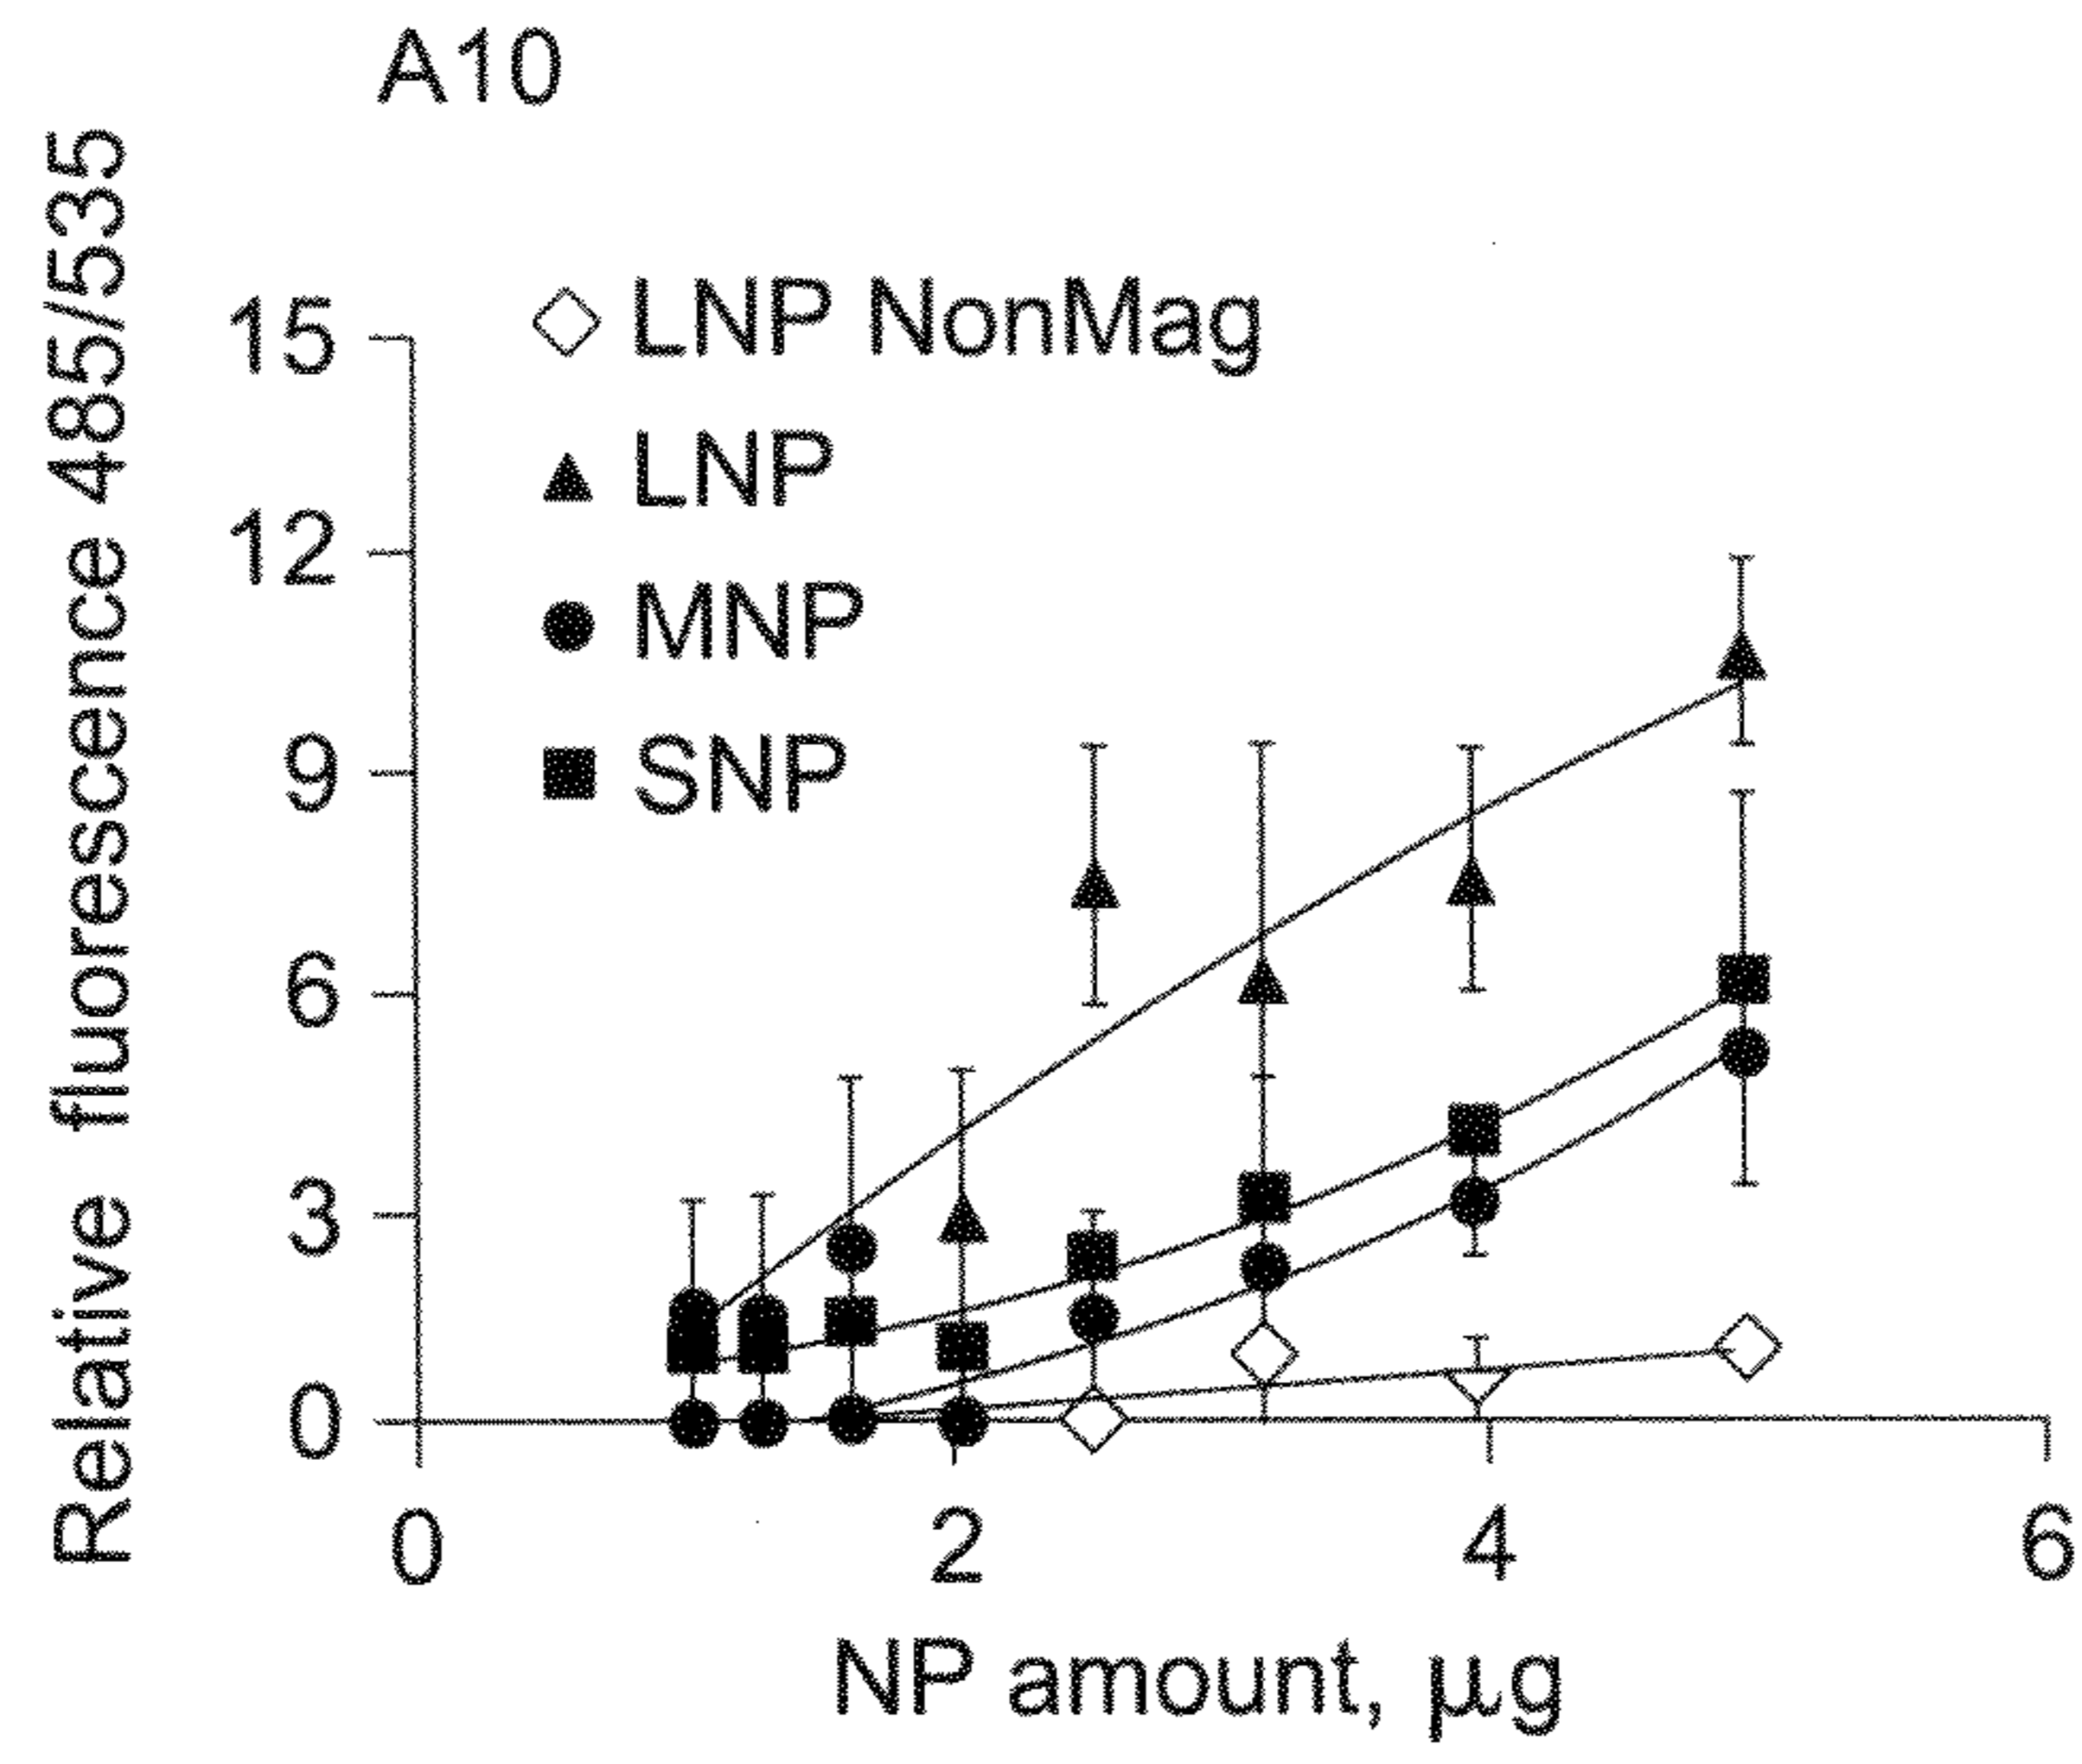 A10
Relative fluorescence 485/535
15
12
9
6
3
0
LNP NonMag
LNP
MNP
SNP
0 2 4 6
NP amount, µg